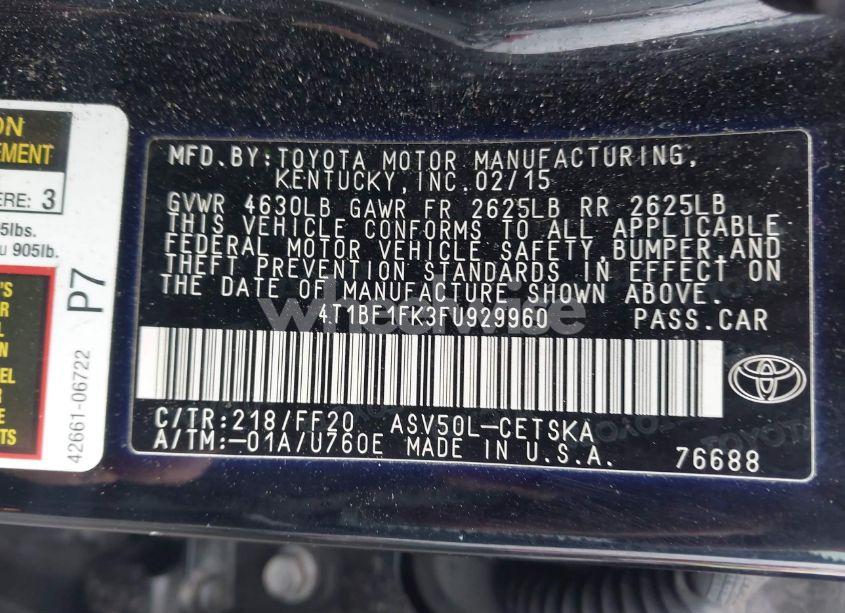 ON
EMENT
ERE: 3
5lbs.
u 905lb.
'S
R
EL
R
E
TS
P7
42661-06722
MFD.BY:TOYOTA MOTOR MANUFACTURING,
KENTUCKY,INC.02/15
GVWR 4630LB GAWR FR 2625LB RR 2625LB
THIS VEHICLE CONFORMS TO ALL APPLICABLE
FEDERAL MOTOR VEHICLE SAFETY,BUMPER,AND
THEFT PREVENTION STANDARDS IN EFFECT ON
THE DATE OF MANUFACTURE SHOWN ABOVE.
4T1BF1FK3FU929960 PASS.CAR
C/TR:218/FF20 ASV50L-CETSKA
A/TM:-01A/U760E MADE IN U.S.A. 76688